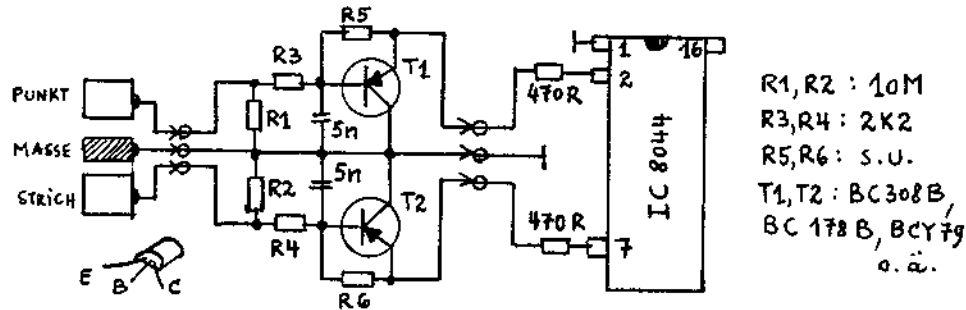 R5
R3
T1
1
16
PUNKT
470R
2
R1
5n
MASSE
STRICH
R2
5n
T2
IC 8044
R4
470R
7
E
B
C
R6
R1,R2 : 10M
R3,R4 : 2K2
R5,R6 : S.U.
T1,T2 : BC308B,
BC 178B, BCY79
o.ä.